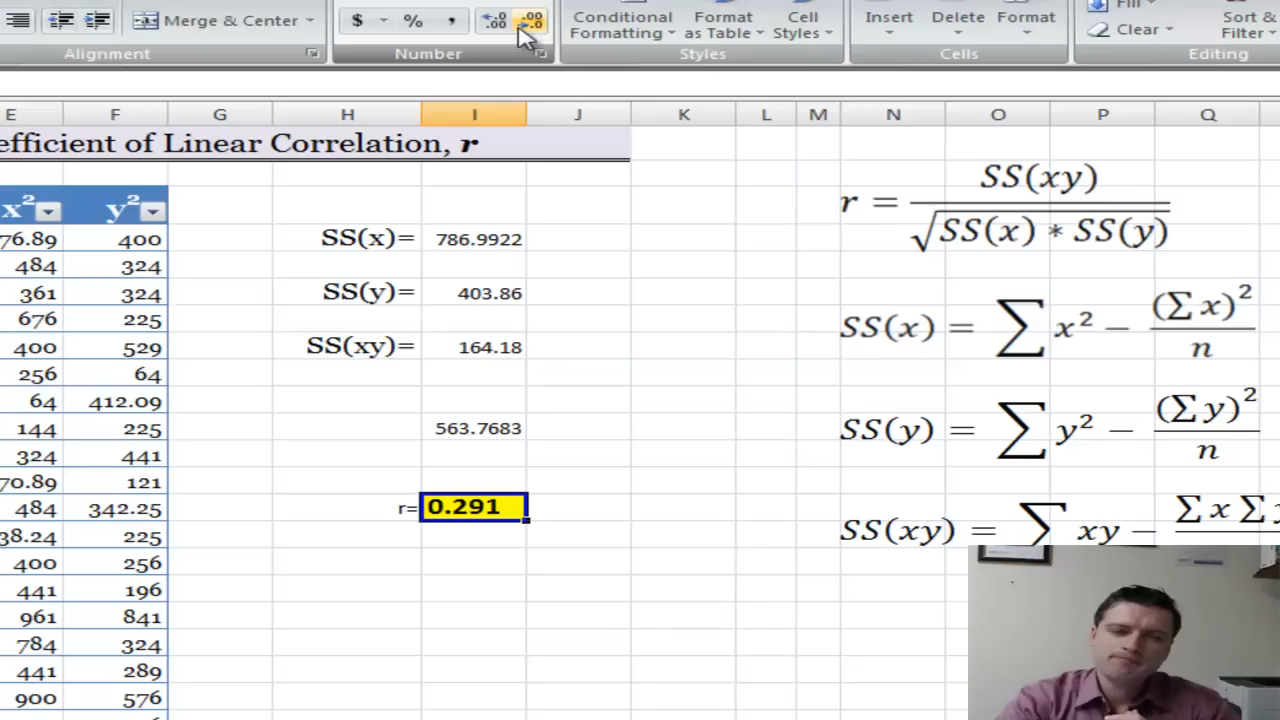 Merge & Center
$ % ,
Conditional Formatting
Format as Table
Cell Styles
Insert
Delete
Format
Fill
Clear
Sort & Filter
Alignment
Number
Styles
Cells
Editing
E F G H I J K L M N O P Q
efficient of Linear Correlation, r
x² y²
76.89 400
484 324
361 324
676 225
400 529
256 64
64 412.09
144 225
324 441
70.89 121
484 342.25
38.24 225
400 256
441 196
961 841
784 324
441 289
900 576
SS(x)= 786.9922
SS(y)= 403.86
SS(xy)= 164.18
563.7683
r= 0.291
r = SS(xy) / √SS(x) * SS(y)
SS(x) = ∑ x² − (∑ x)² / n
SS(y) = ∑ y² − (∑ y)² / n
SS(xy) = ∑ xy − ∑ x ∑ y